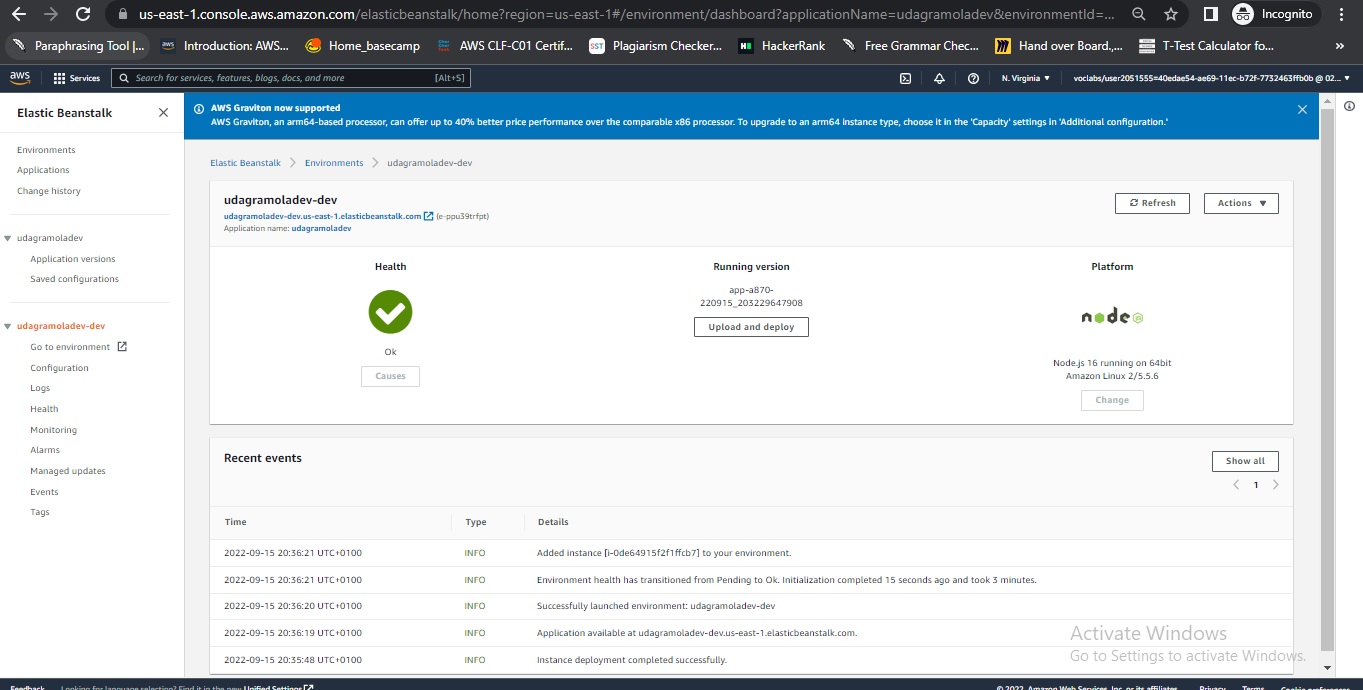 us-east-1.console.aws.amazon.com/elasticbeanstalk/home?region=us-east-1#/environment/dashboard?applicationName=udagramoladev&environmentId=...
Incognito
Paraphrasing Tool |...
aws
Introduction: AWS...
Home_basecamp
AWS CLF-C01 Certif...
SST
Plagiarism Checker...
HackerRank
Free Grammar Chec...
Hand over Board.,...
T-Test Calculator fo...
»
aws
Services
Search for services, features, blogs, docs, and more
[Alt+S]
N. Virginia ▼
voclabs/user2051555=40edae54-ae69-11ec-b72f-7732463ffb0b @ 02... ▼
Elastic Beanstalk
Environments
Applications
Change history
udagramoladev
Application versions
Saved configurations
udagramoladev-dev
Go to environment
Configuration
Logs
Health
Monitoring
Alarms
Managed updates
Events
Tags
AWS Graviton now supported
AWS Graviton, an arm64-based processor, can offer up to 40% better price performance over the comparable x86 processor. To upgrade to an arm64 instance type, choose it in the 'Capacity' settings in 'Additional configuration.'
Elastic Beanstalk > Environments > udagramoladev-dev
udagramoladev-dev
udagramoladev-dev.us-east-1.elasticbeanstalk.com (e-ppu39trfpt)
Application name: udagramoladev
Refresh
Actions ▼
Health
Ok
Causes
Running version
app-a870-
220915_203229647908
Upload and deploy
Platform
node JS
Node.js 16 running on 64bit
Amazon Linux 2/5.5.6
Change
Recent events
Show all
< 1 >
Time Type Details
2022-09-15 20:36:21 UTC+0100 INFO Added instance [i-0de64915f2f1ffcb7] to your environment.
2022-09-15 20:36:21 UTC+0100 INFO Environment health has transitioned from Pending to Ok. Initialization completed 15 seconds ago and took 3 minutes.
2022-09-15 20:36:20 UTC+0100 INFO Successfully launched environment: udagramoladev-dev
2022-09-15 20:36:19 UTC+0100 INFO Application available at udagramoladev-dev.us-east-1.elasticbeanstalk.com.
2022-09-15 20:35:48 UTC+0100 INFO Instance deployment completed successfully.
Activate Windows
Go to Settings to activate Windows.
Feedback
Looking for language selection? Find it in the new Unified Settings
© 2022, Amazon Web Services, Inc. or its affiliates.
Privacy
Terms
Cookie preferences